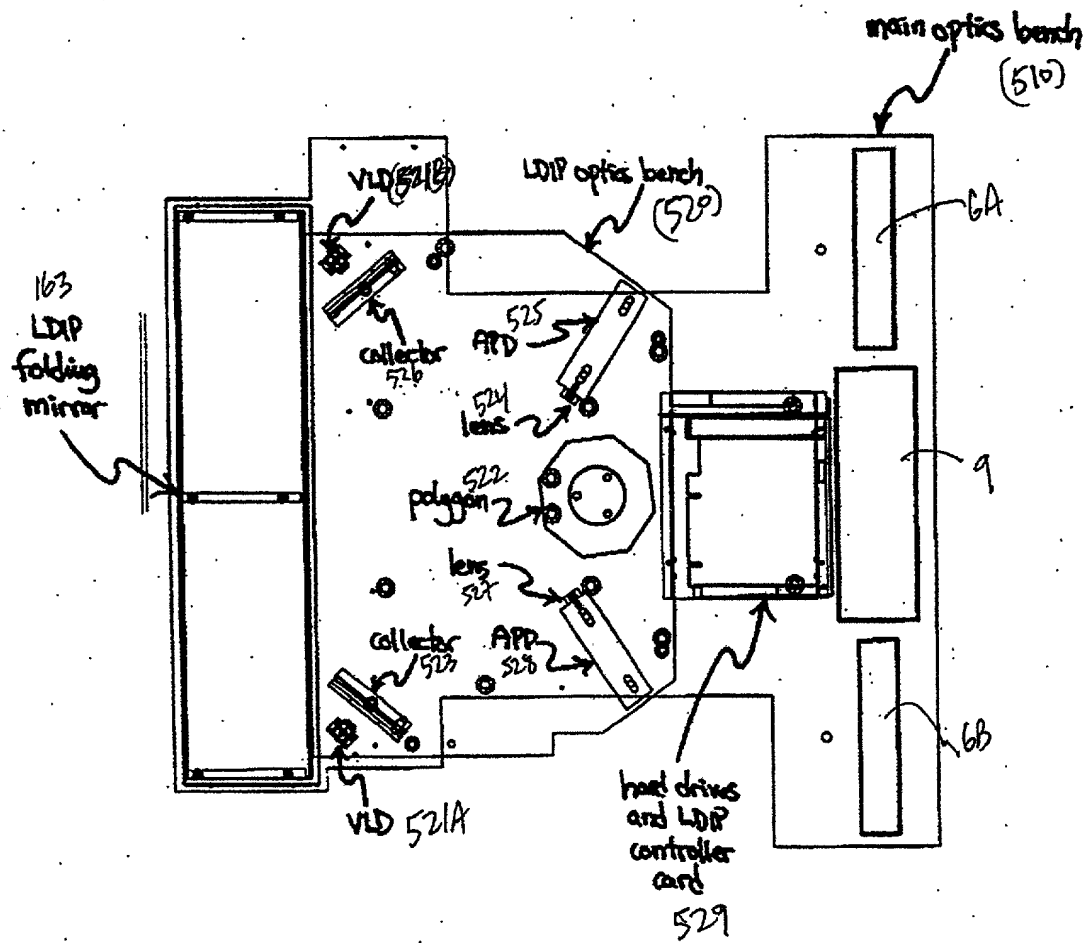 main optics bench
(510)
VLD (521B)
LDIP optics bench
(520)
6A
163
LDIP
folding
mirror
525
APD
collector
526
524
lens
522
polygon
9
lens
527
collector
523
APD
528
6B
VLD 521A
hard drives
and LDIP
controller
card
529